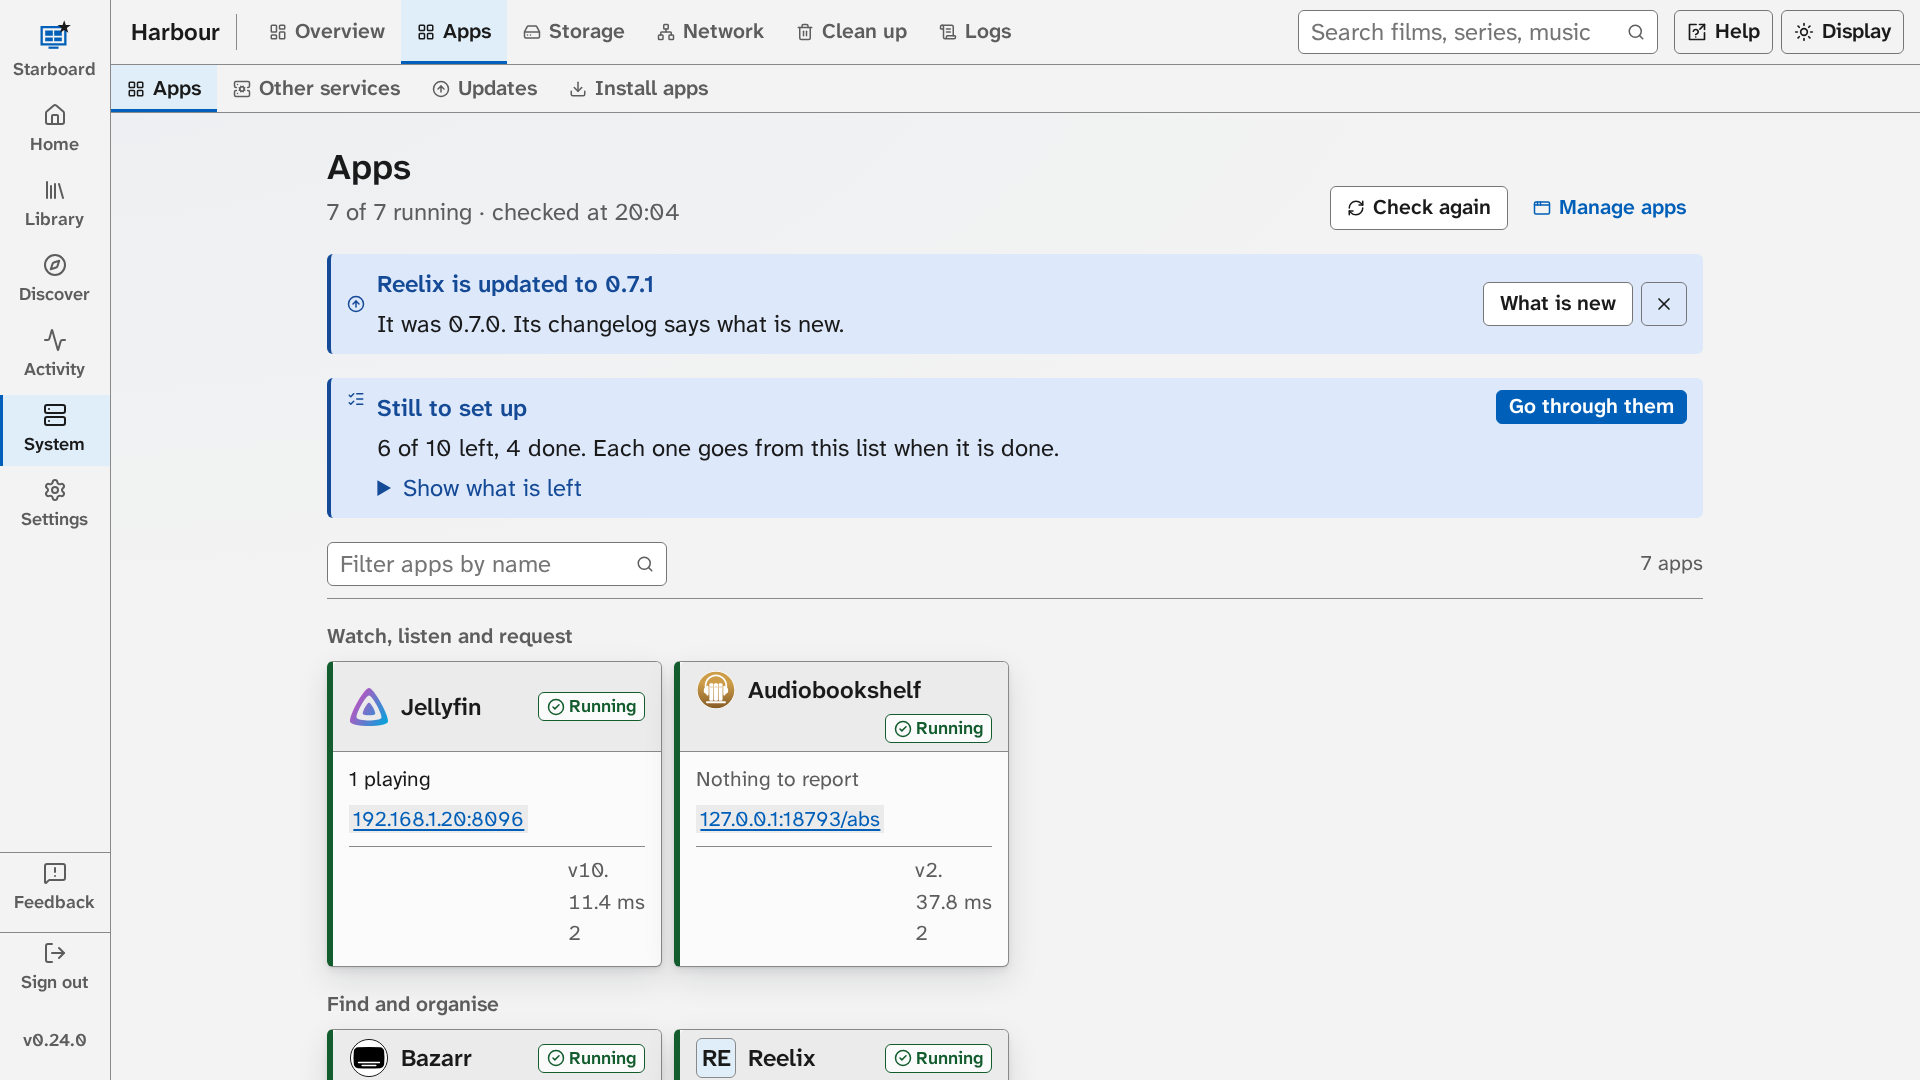 Harbour
Overview
Apps
Storage
Network
Clean up
Logs
Search films, series, music
Help
Display
Starboard
Home
Library
Discover
Activity
System
Settings
Feedback
Sign out
v0.24.0
Apps
Other services
Updates
Install apps
Apps
7 of 7 running · checked at 20:04
Check again
Manage apps
Reelix is updated to 0.7.1
It was 0.7.0. Its changelog says what is new.
What is new
Still to set up
6 of 10 left, 4 done. Each one goes from this list when it is done.
Show what is left
Go through them
Filter apps by name
7 apps
Watch, listen and request
Jellyfin
Running
1 playing
192.168.1.20:8096
v10.
11.4 ms
2
Audiobookshelf
Running
Nothing to report
127.0.0.1:18793/abs
v2.
37.8 ms
2
Find and organise
Bazarr
Running
RE
Reelix
Running